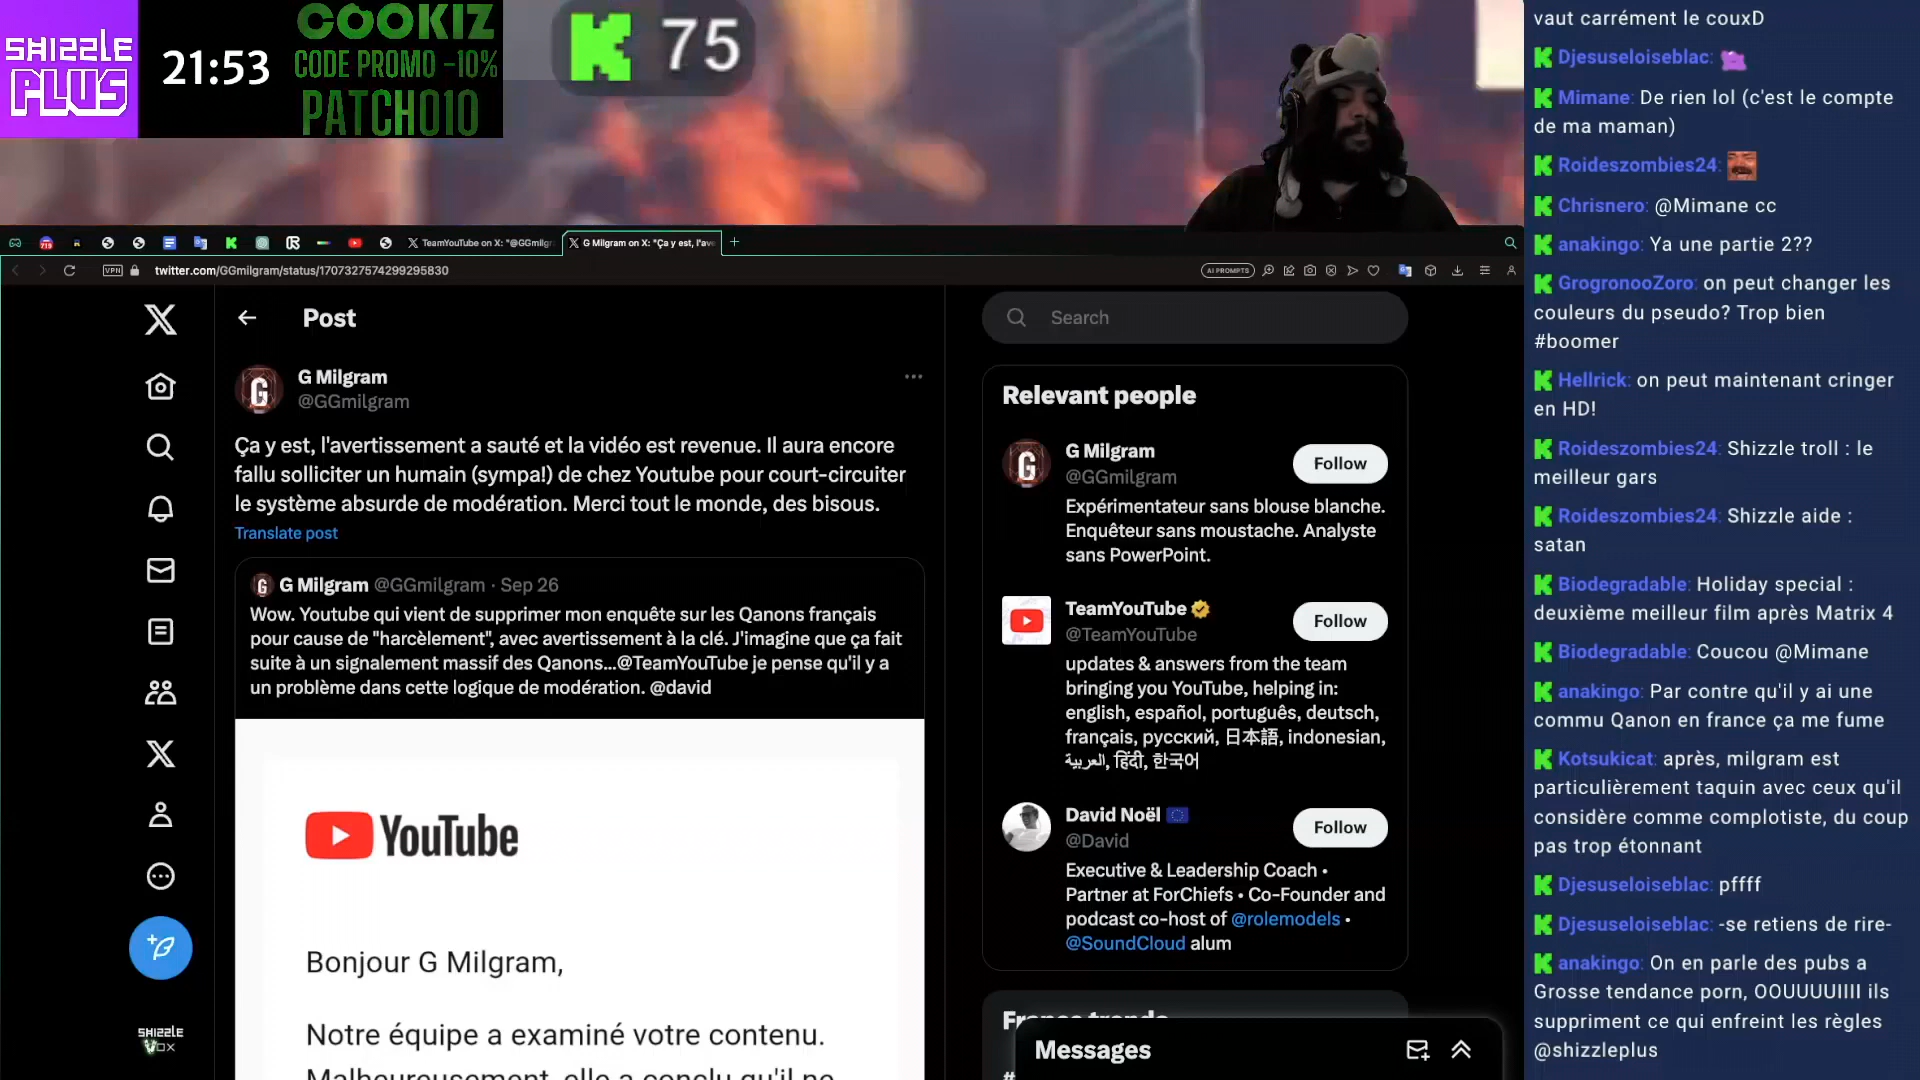 SHIZZLE
PLUS
21:53
COOKIZ
CODE PROMO -10%
PATCHO10
75
TeamYouTube on X: "@GGmilgr
G Milgram on X: "Ça y est, l'ave
VPN
twitter.com/GGmilgram/status/1707327574299295830
AI PROMPTS
Post
G Milgram
@GGmilgram
Ça y est, l'avertissement a sauté et la vidéo est revenue. Il aura encore
fallu solliciter un humain (sympa!) de chez Youtube pour court-circuiter
le système absurde de modération. Merci tout le monde, des bisous.
Translate post
G Milgram @GGmilgram · Sep 26
Wow. Youtube qui vient de supprimer mon enquête sur les Qanons français
pour cause de "harcèlement", avec avertissement à la clé. J'imagine que ça fait
suite à un signalement massif des Qanons...@TeamYouTube je pense qu'il y a
un problème dans cette logique de modération. @david
YouTube
Bonjour G Milgram,
Notre équipe a examiné votre contenu.
Malheureusement, elle a conclu qu'il ne
SHIZZLE
VOX
Search
Relevant people
G Milgram
@GGmilgram
Follow
Expérimentateur sans blouse blanche.
Enquêteur sans moustache. Analyste
sans PowerPoint.
TeamYouTube
@TeamYouTube
Follow
updates & answers from the team
bringing you YouTube, helping in:
english, español, português, deutsch,
français, русский, 日本語, indonesian,
العربية, हिंदी, 한국어
David Noël
@David
Follow
Executive & Leadership Coach •
Partner at ForChiefs • Co-Founder and
podcast co-host of @rolemodels •
@SoundCloud alum
France trends
Messages
vaut carrément le couxD
Djesuseloiseblac:
Mimane: De rien lol (c'est le compte
de ma maman)
Roideszombies24:
Chrisnero: @Mimane cc
anakingo: Ya une partie 2??
GrogronooZoro: on peut changer les
couleurs du pseudo? Trop bien
#boomer
Hellrick: on peut maintenant cringer
en HD!
Roideszombies24: Shizzle troll : le
meilleur gars
Roideszombies24: Shizzle aide :
satan
Biodegradable: Holiday special :
deuxième meilleur film après Matrix 4
Biodegradable: Coucou @Mimane
anakingo: Par contre qu'il y ai une
commu Qanon en france ça me fume
Kotsukicat: après, milgram est
particulièrement taquin avec ceux qu'il
considère comme complotiste, du coup
pas trop étonnant
Djesuseloiseblac: pffff
Djesuseloiseblac: -se retiens de rire-
anakingo: On en parle des pubs a
Grosse tendance porn, OOUUUUIIII ils
suppriment ce qui enfreint les règles
@shizzleplus